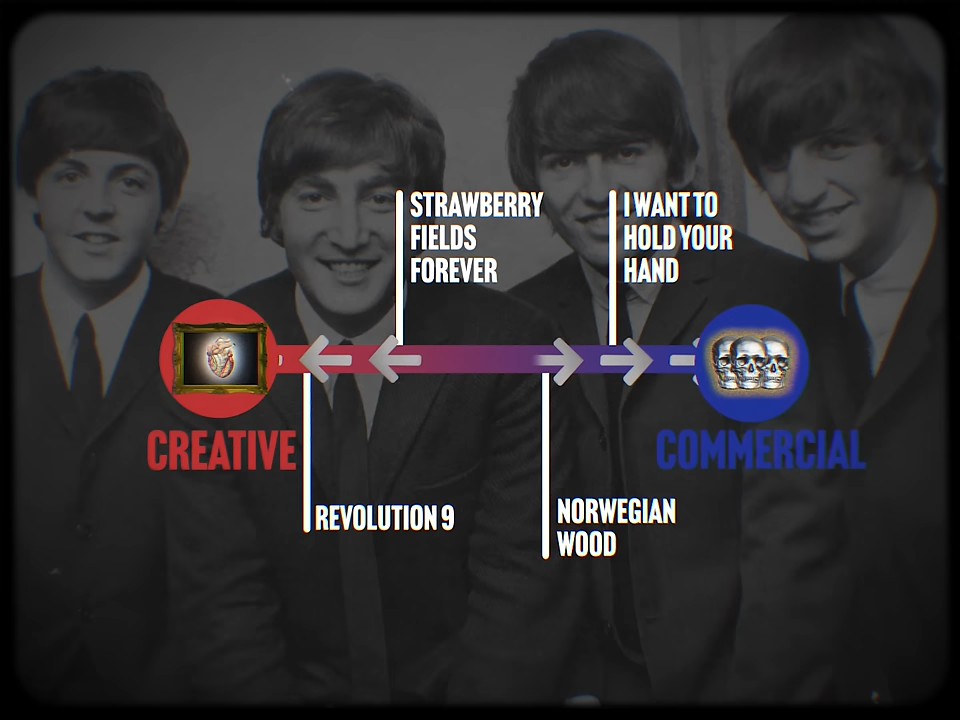 STRAWBERRY
FIELDS
FOREVER
I WANT TO
HOLD YOUR
HAND
CREATIVE
COMMERCIAL
REVOLUTION 9
NORWEGIAN
WOOD